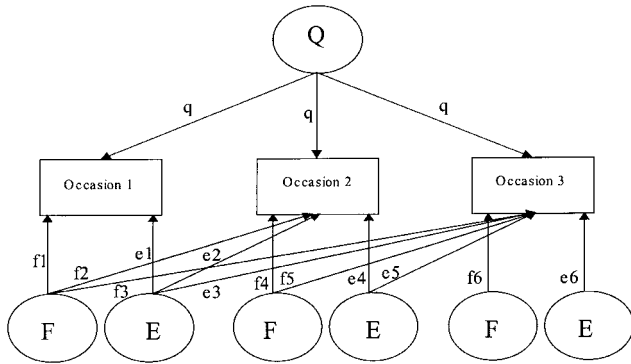 Q
q q q
Occasion 1 Occasion 2 Occasion 3
f1 f2 e1 f3 e2 e3 f4 f5 e4 e5 f6 e6
F E F E F E